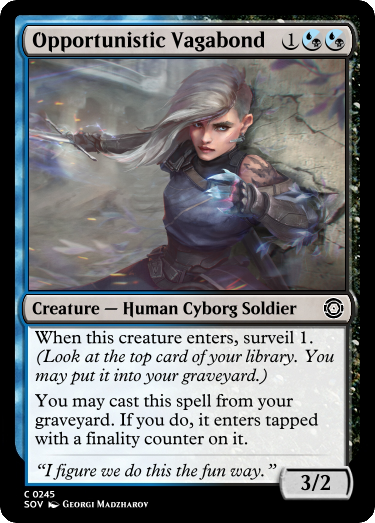 Opportunistic Vagabond 1
Creature — Human Cyborg Soldier
When this creature enters, surveil 1.
(Look at the top card of your library. You
may put it into your graveyard.)
You may cast this spell from your
graveyard. If you do, it enters tapped
with a finality counter on it.
“I figure we do this the fun way.”
3/2
C 0245
SOV Georgi Madzharov